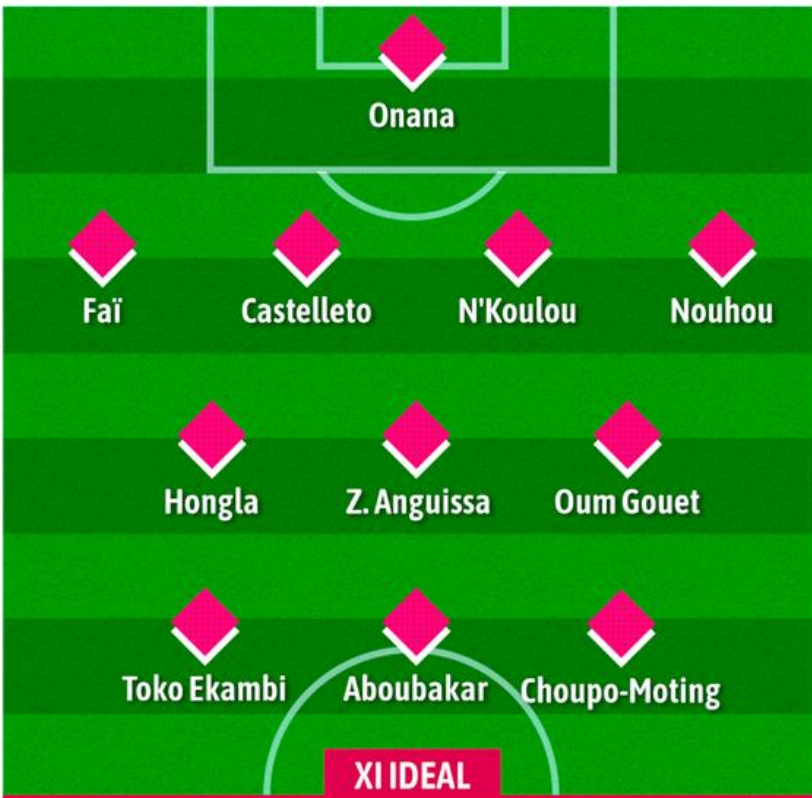 Onana
Faï Castelleto N'Koulou Nouhou
Hongla Z. Anguissa Oum Gouet
Toko Ekambi Aboubakar Choupo-Moting
XI IDEAL